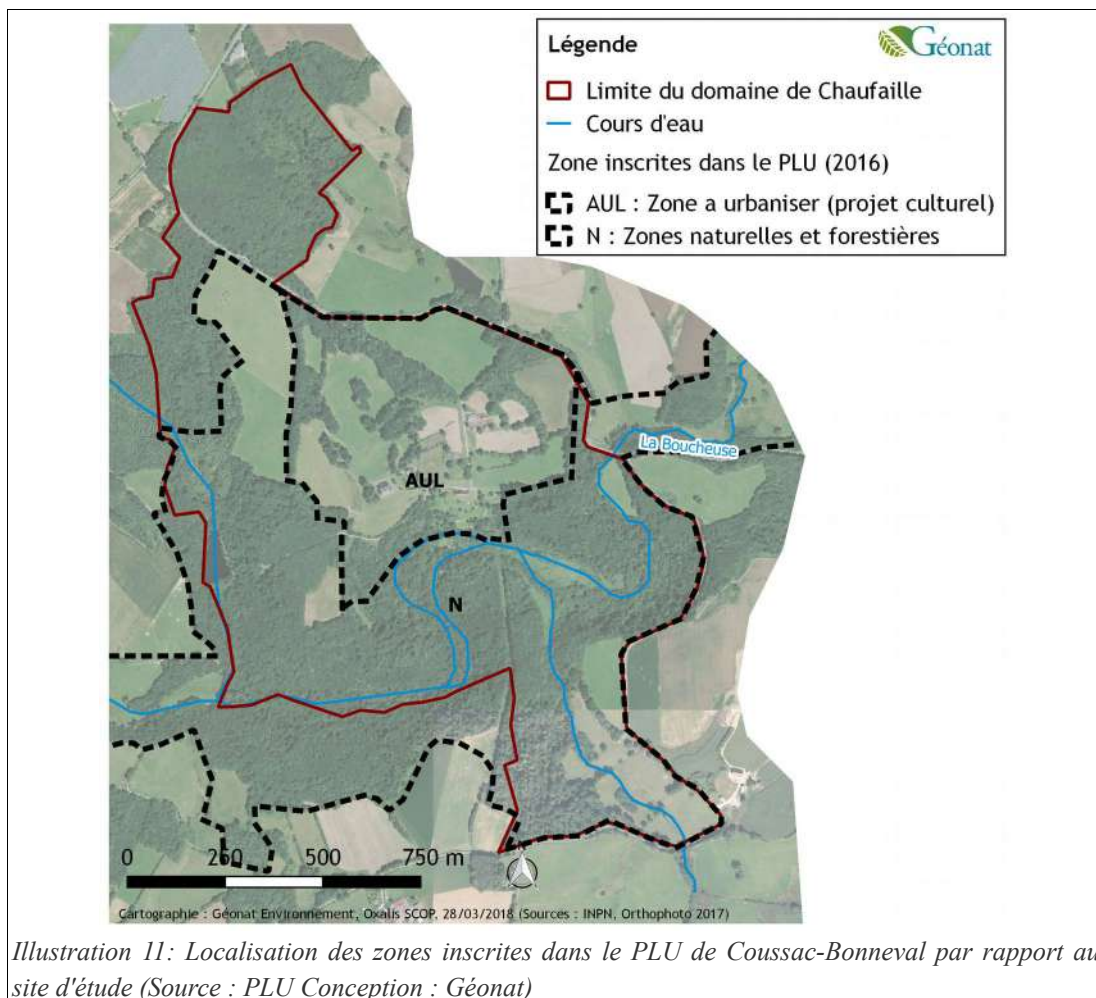 Légende
Géonat
Limite du domaine de Chaufaille
Cours d'eau
Zone inscrites dans le PLU (2016)
AUL : Zone a urbaniser (projet culturel)
N : Zones naturelles et forestières
La Boucheuse
AUL
N
0 250 500 750 m
Cartographie : Géonat Environnement, Oxalis SCOP, 28/03/2018 (Sources : INPN, Orthophoto 2017)
Illustration 11: Localisation des zones inscrites dans le PLU de Coussac-Bonneval par rapport au
site d'étude (Source : PLU Conception : Géonat)